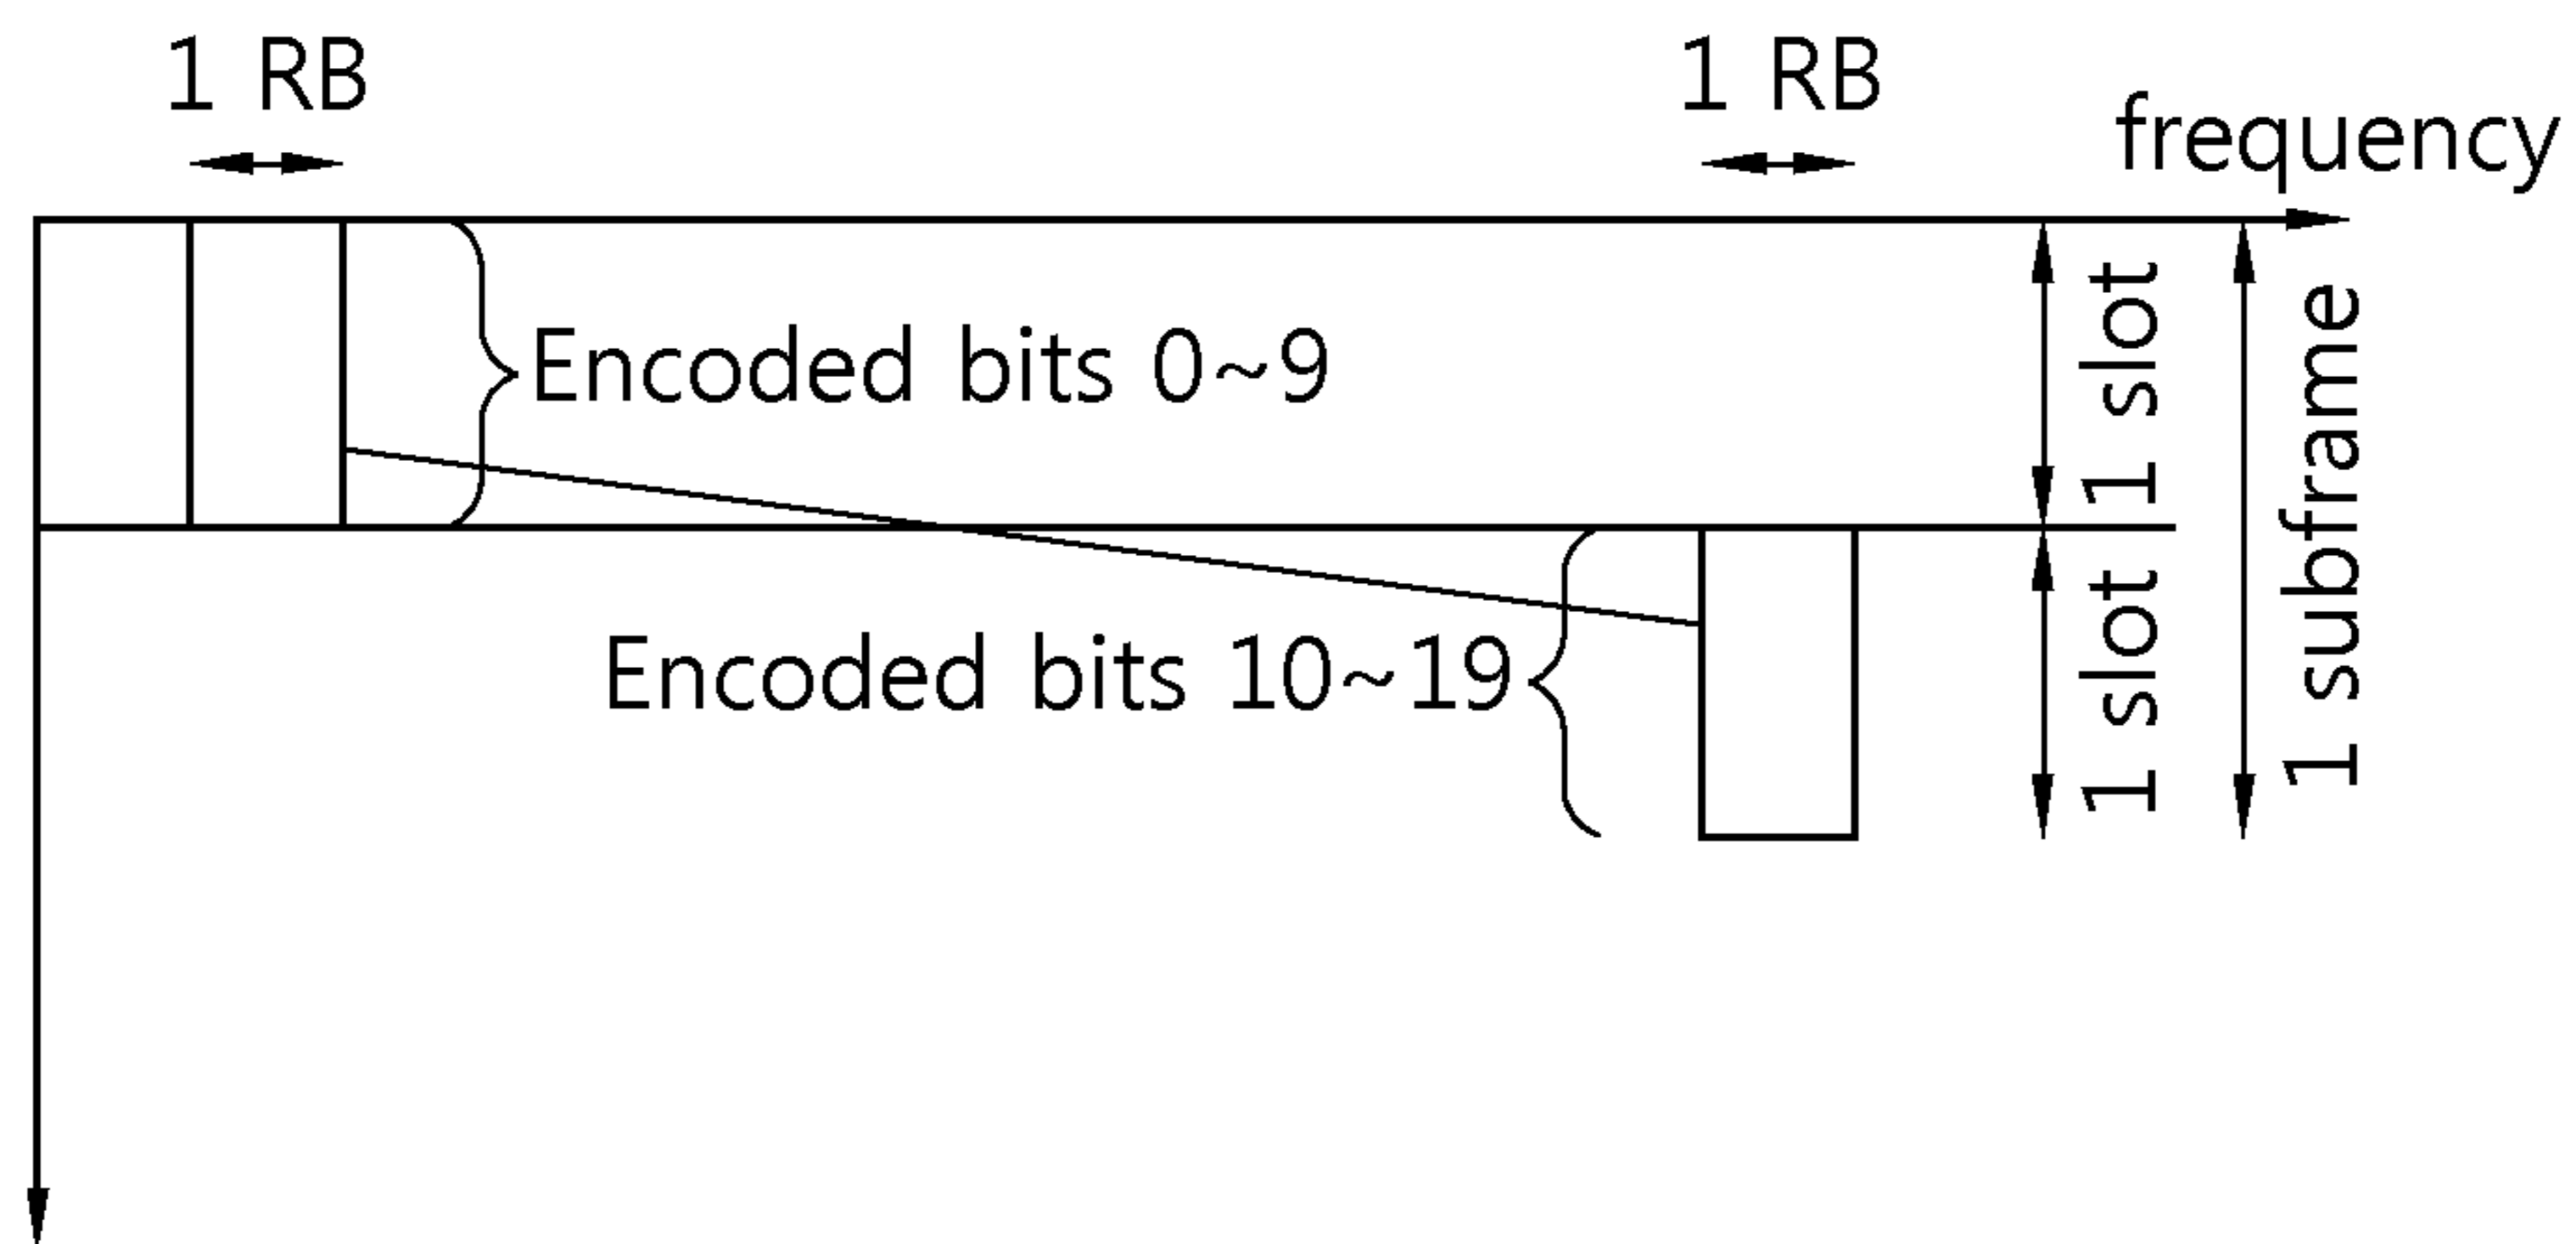 1 RB
1 RB
frequency
Encoded bits 0~9
1 slot
1 subframe
Encoded bits 10~19
1 slot